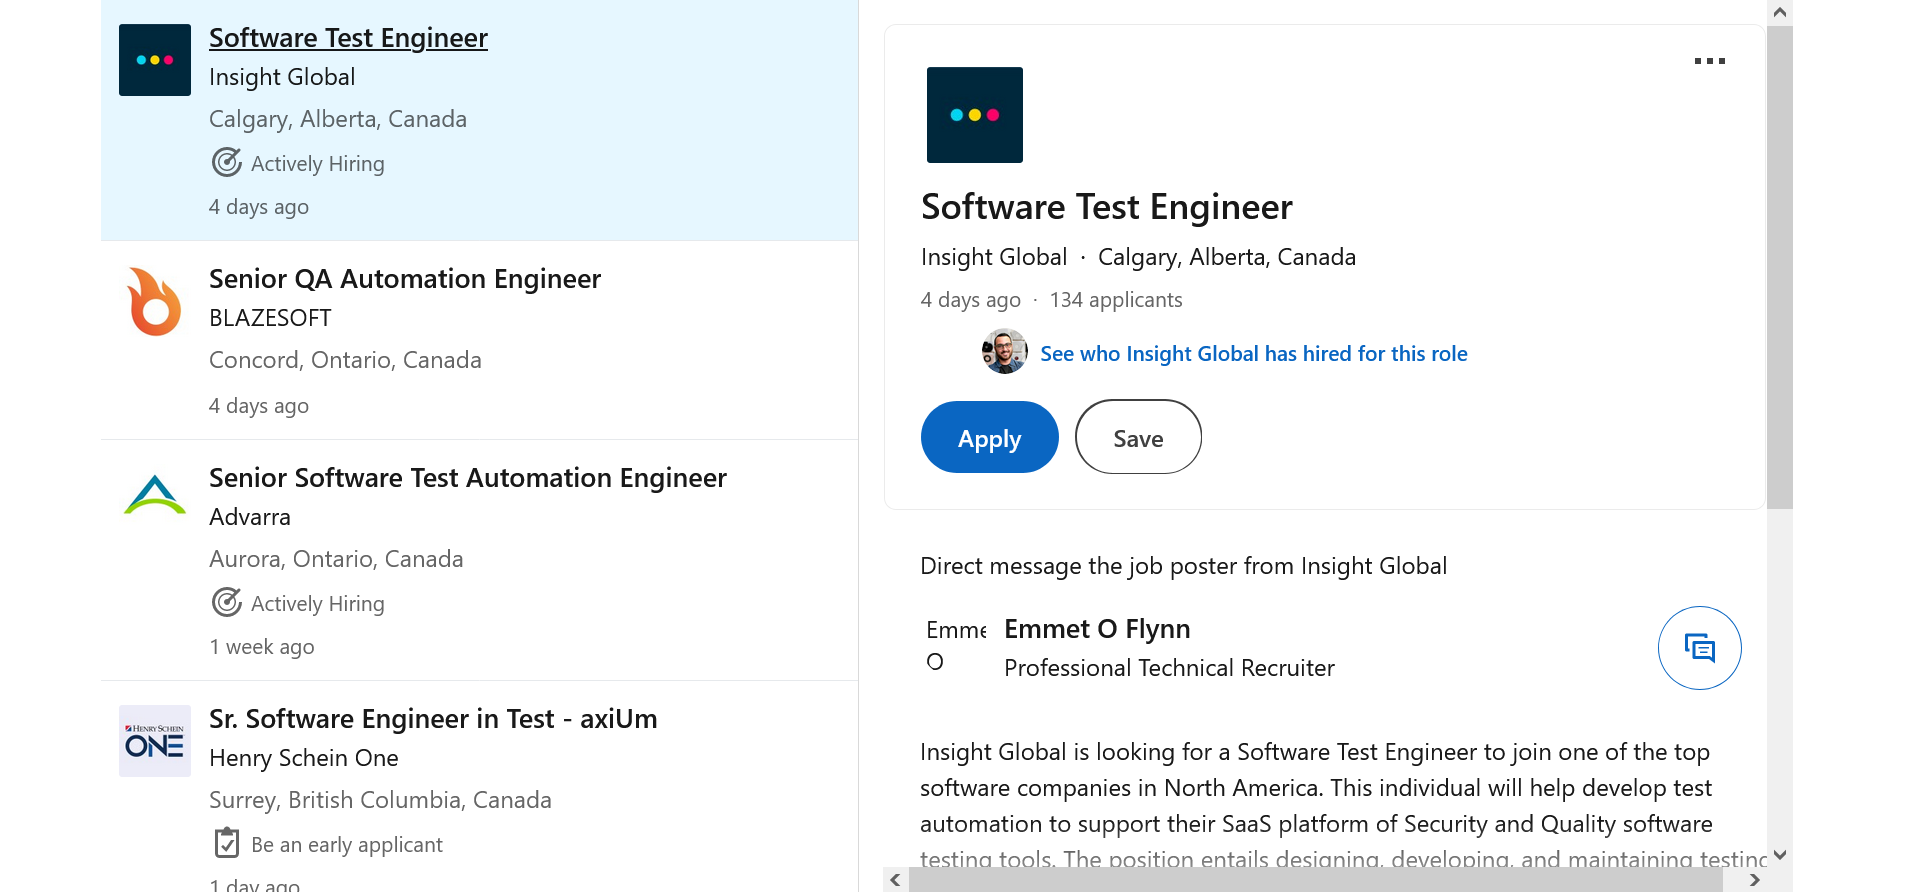 Software Test Engineer
Insight Global
Calgary, Alberta, Canada
Actively Hiring
4 days ago
Senior QA Automation Engineer
BLAZESOFT
Concord, Ontario, Canada
4 days ago
Senior Software Test Automation Engineer
Advarra
Aurora, Ontario, Canada
Actively Hiring
1 week ago
HENRY SCHEIN
ONE
Sr. Software Engineer in Test - axiUm
Henry Schein One
Surrey, British Columbia, Canada
Be an early applicant
1 day ago
Software Test Engineer
Insight Global · Calgary, Alberta, Canada
4 days ago · 134 applicants
See who Insight Global has hired for this role
Apply Save
Direct message the job poster from Insight Global
Emme
O
Emmet O Flynn
Professional Technical Recruiter
Insight Global is looking for a Software Test Engineer to join one of the top
software companies in North America. This individual will help develop test
automation to support their SaaS platform of Security and Quality software
testing tools. The position entails designing, developing, and maintaining testing